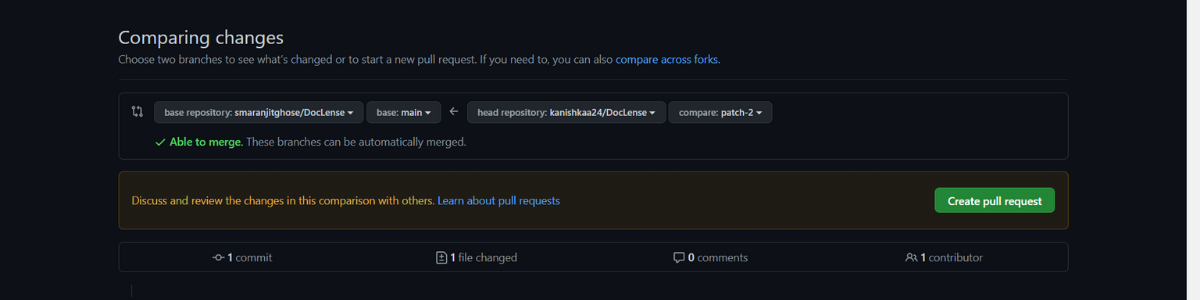 Comparing changes
Choose two branches to see what's changed or to start a new pull request. If you need to, you can also compare across forks.
base repository: smaranjitghose/DocLense base: main head repository: kanishkaa24/DocLense compare: patch-2
Able to merge. These branches can be automatically merged.
Discuss and review the changes in this comparison with others. Learn about pull requests Create pull request
1 commit 1 file changed 0 comments 1 contributor